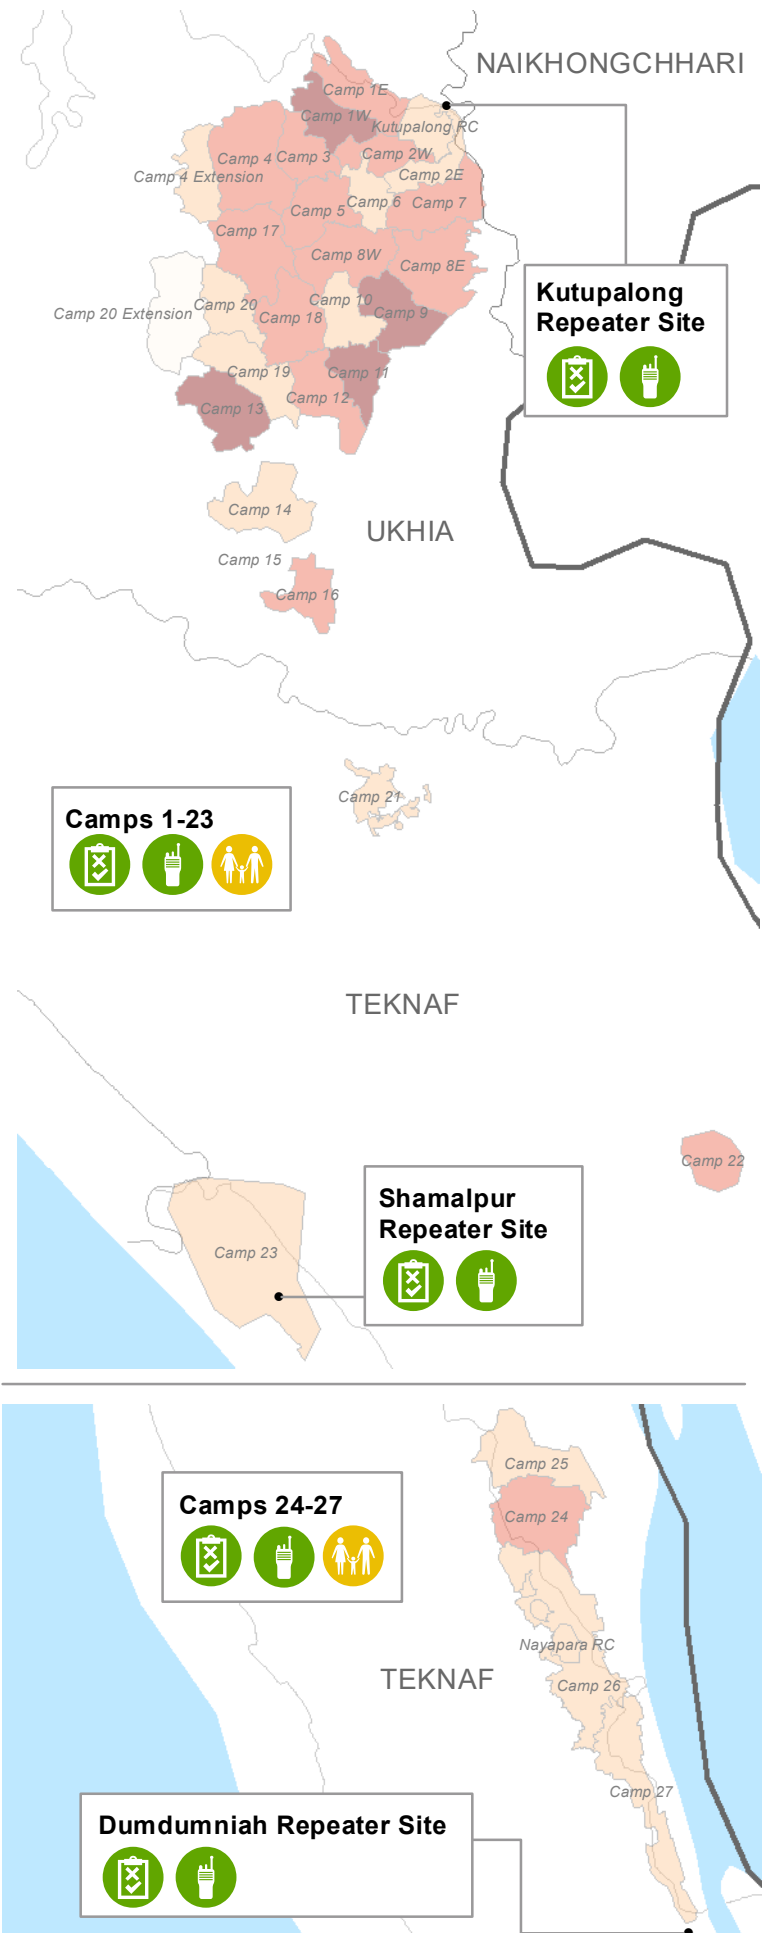 NAIKHONGCHHARI
Camp 1E
Camp 1W
Kutupalong RC
Camp 4
Camp 3
Camp 2W
Camp 4 Extension
Camp 2E
Camp 6
Camp 5
Camp 7
Camp 17
Camp 8W
Camp 8E
Camp 20
Camp 10
Camp 20 Extension
Camp 18
Camp 9
Camp 19
Camp 11
Camp 12
Camp 13
Kutupalong
Repeater Site
Camp 14
UKHIA
Camp 15
Camp 16
Camp 21
Camps 1-23
TEKNAF
Camp 22
Shamalpur
Repeater Site
Camp 23
Camp 25
Camps 24-27
Camp 24
Nayapara RC
TEKNAF
Camp 26
Camp 27
Dumdumniah Repeater Site